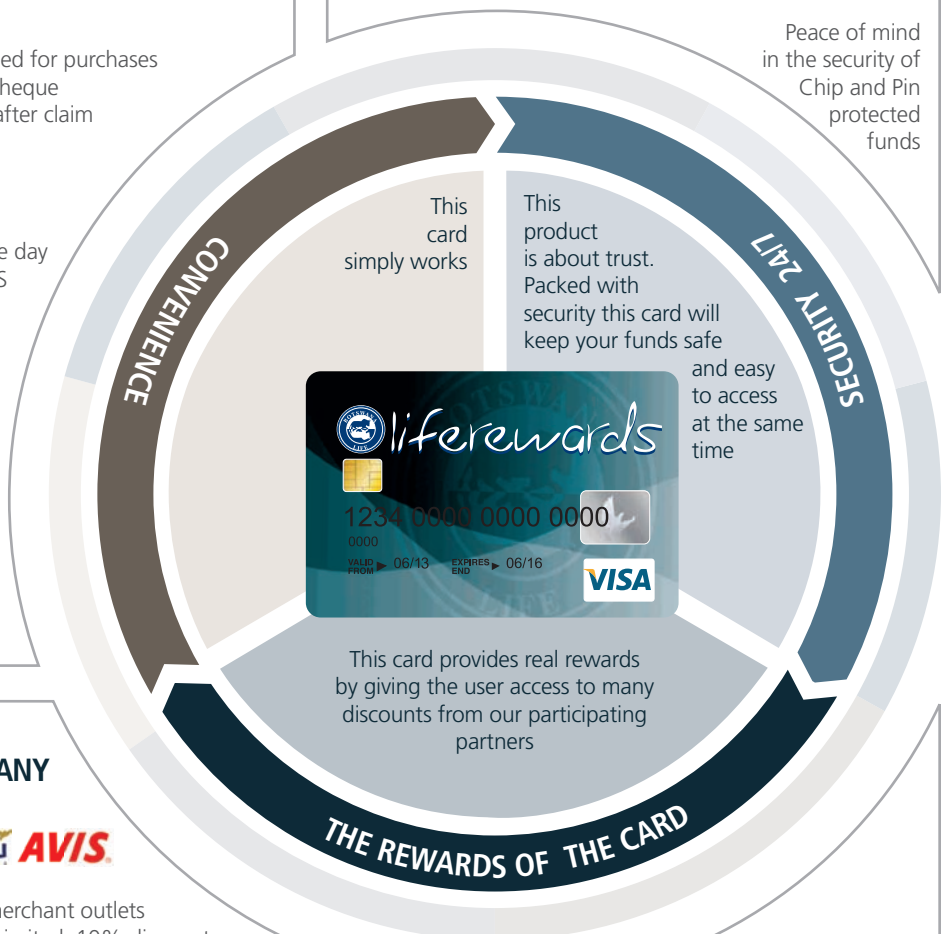 ed for purchases
heque
after claim
e day
S
Peace of mind
in the security of
Chip and Pin
protected
funds
CONVENIENCE
SECURITY 24/7
THE REWARDS OF THE CARD
This
card
simply works
This
product
is about trust.
Packed with
security this card will
keep your funds safe
and easy
to access
at the same
time
BOTSWANA
LIFE
liferewards
1234 0000 0000 0000
0000
VALID FROM 06/13 EXPIRES END 06/16
VISA
This card provides real rewards
by giving the user access to many
discounts from our participating
partners
ANY
AVIS
erchant outlets